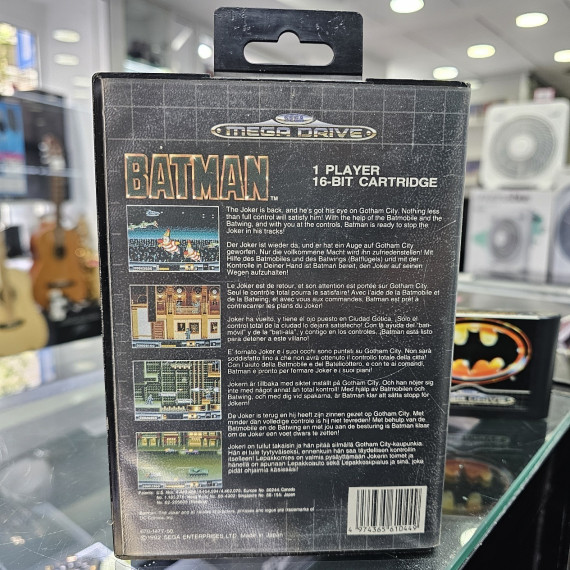 SEGA
MEGA DRIVE
BATMAN™
1 PLAYER
16-BIT CARTRIDGE
The Joker is back, and he's got his eye on Gotham City. Nothing less
than full control will satisfy him! With the help of the Batmobile and the
Batwing, and with you at the controls, Batman is ready to stop the
Joker in his tracks!
Der Joker ist wieder da, und er hat ein Auge auf Gotham City
geworfen. Nur die vollkommene Macht wird ihn zufriedenstellen! Mit
Hilfe des Batmobiles und des Batwings (Batflügels) und mit der
Kontrolle in Deiner Hand ist Batman bereit, den Joker auf seinen
Wegen aufzuhalten!
Le Joker est de retour, et son attention est portée sur Gotham City.
Seul le contrôle total pourra le satisfaire! Avec l'aide de la Batmobile et
de la Batwing, et avec vous aux commandes, Batman est prêt à
contrecarrer les plans du Joker!
Joker ha vuelto, y tiene el ojo puesto en Ciudad Gótica. ¡Solo el
control total de la ciudad lo dejará satisfecho! Con la ayuda del "bat-
móvil" y de la "bat-ala", y contigo en los controles, ¡Batman está listo
para detener a este villano!
E' tornato Joker e i suoi occhi sono puntati su Gotham City. Non sarà
soddisfatto fino a che non avrà ottenuto il controllo totale della città!
Con l'aiuto della Batmobile e del Batelicottero, e con te ai comandi,
Batman è pronto per fermare Joker e i suoi piani!
Jokern är tillbaka med siktet inställt på Gotham City. Och han nöjer sig
inte med något annat än total kontroll! Med hjälp av Batmobilen och
Batwing, och med dig vid spakarna, är Batman klar att sätta stopp för
Jokern!
De Joker is terug en hij heeft zijn zinnen gezet op Gotham City. Met
minder dan volledige controle is hij niet tevreden! Met behulp van de
Batmobile en de Batwing en met jou aan de besturing is Batman klaar
om de Joker een voet dwars te zetten!
Jokeri on tullut takaisin ja hän pitää silmällä Gotham City-kaupunkia.
Hän ei tule tyytyväiseksi, ennenkuin hän saa täydellisen kontrollin
itselleen! Lepakkomies on valmis pysäyttämään Jokerin toimet ja
hänellä on apunaan Lepakkoauto sekä Lepakkoasiipi ja sinä, joka
pidät ohjaimia käsissäsi!
© 1992 SEGA ENTERPRISES LTD. Made in Japan
4 974365 610449